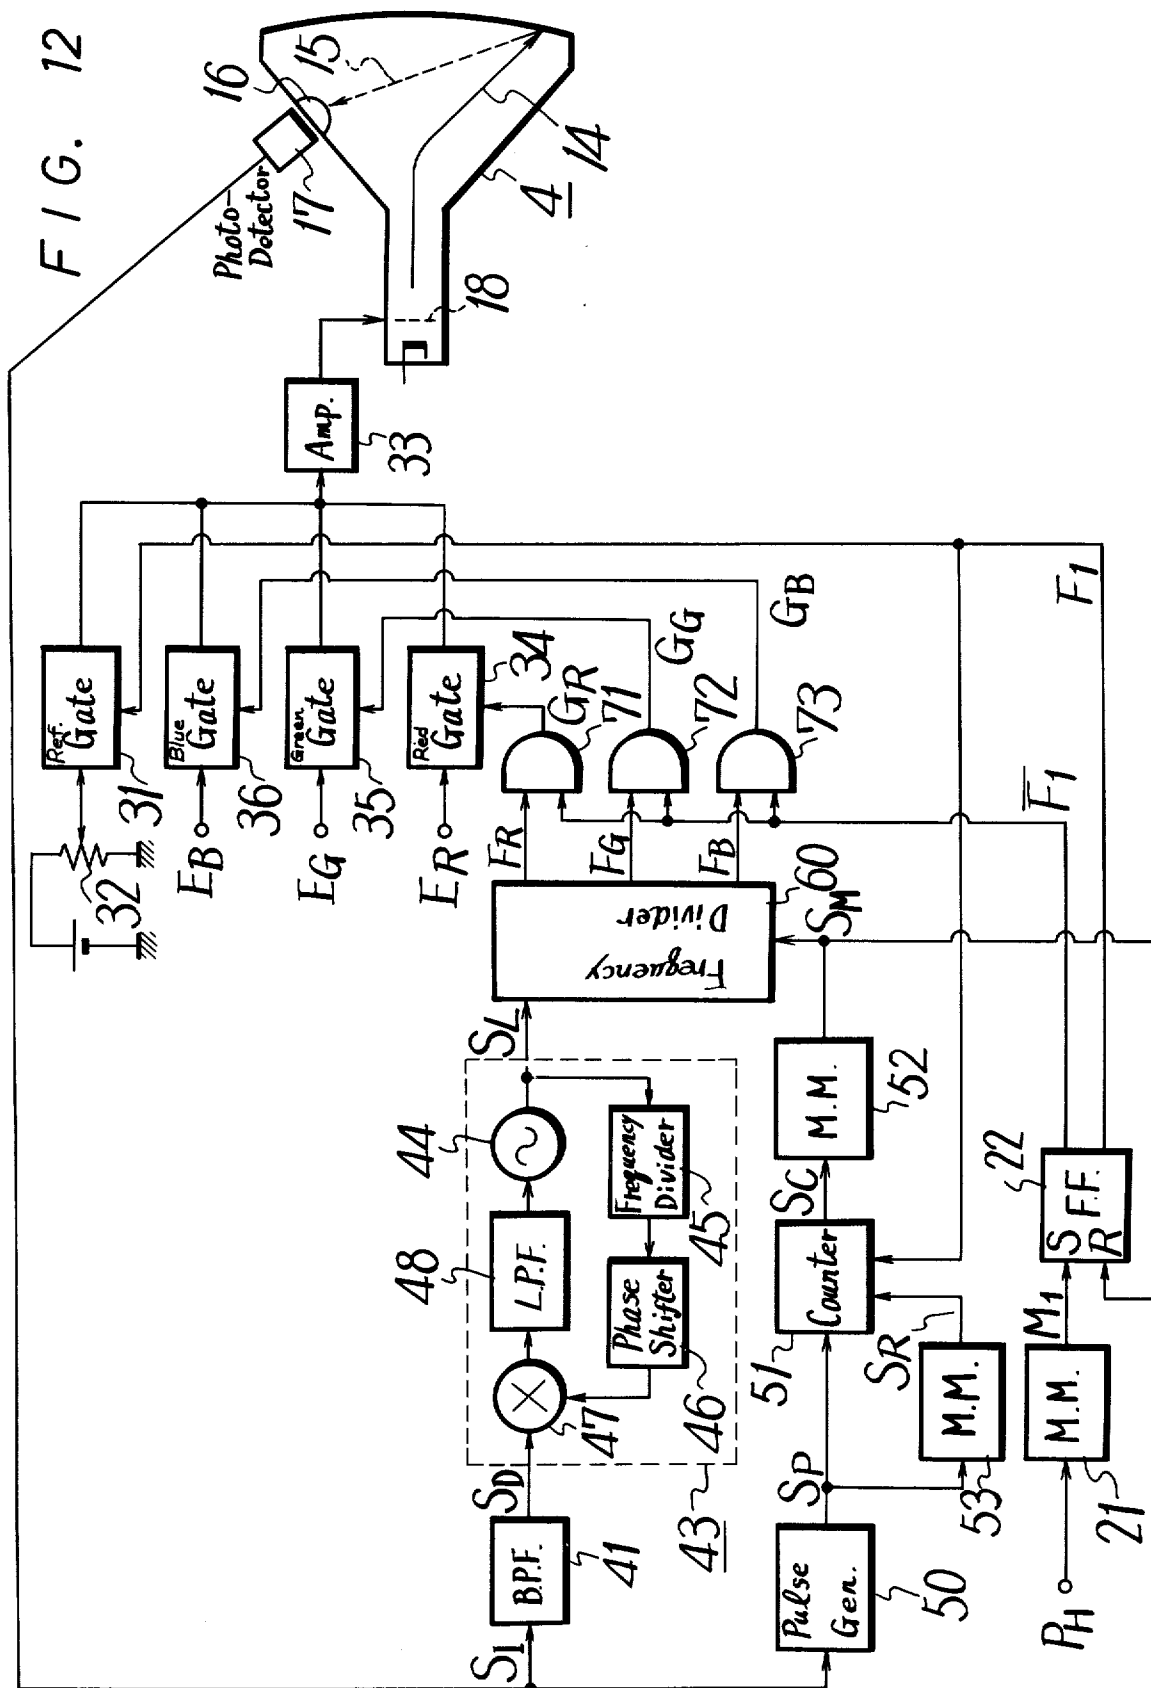 FIG. 12
Photo-
Detector
17
16
15
14
4
18
Amp.
33
Ref.
Gate
31
32
Blue
Gate
36
EB
Green
Gate
35
EG
Red
Gate
34
ER
GR
71
GG
72
GB
73
FR
FG
FB
F1
F1
Frequency
Divider
60
SM
SL
44
48
L.P.F.
47
Frequency
Divider
45
Phase
Shifter
46
43
SD
B.P.F.
41
SI
Pulse
Gen.
50
SP
51
Counter
SC
M.M.
52
SR
M.M.
53
PH
M.M.
21
M1
S
F.F.
R
22